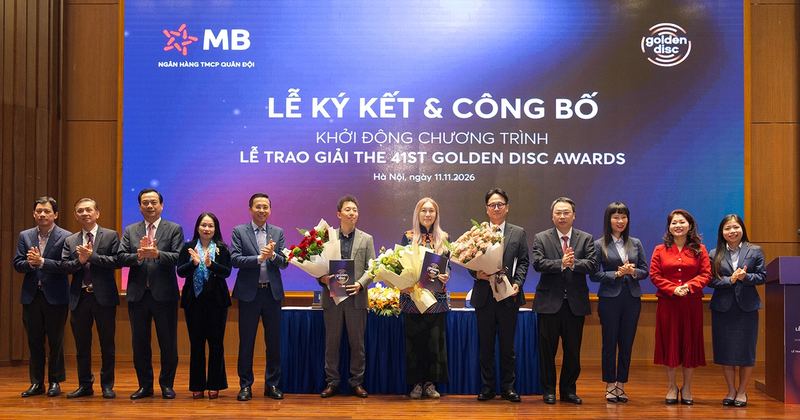 MB
NGÂN HÀNG TMCP QUÂN ĐỘI
golden
disc
LỄ KÝ KẾT & CÔNG BỐ
KHỞI ĐỘNG CHƯƠNG TRÌNH
LỄ TRAO GIẢI THE 41ST GOLDEN DISC AWARDS
Hà Nội, ngày 11.11.2026